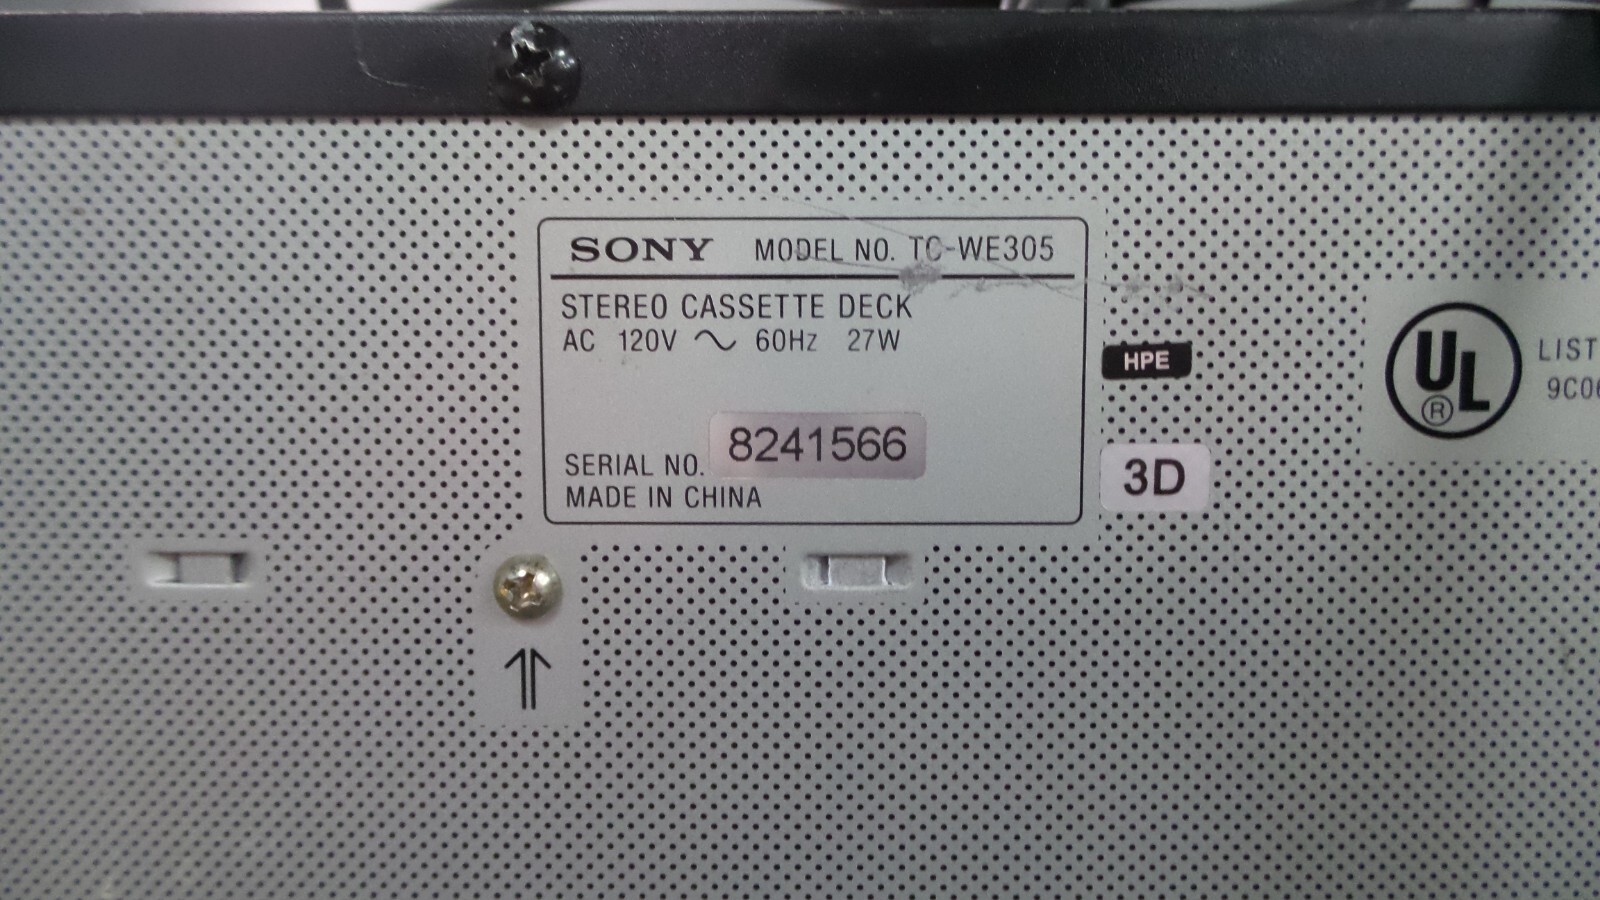 SONY MODEL NO. TC-WE305
STEREO CASSETTE DECK
AC 120V ~ 60Hz 27W
SERIAL NO. 8241566
MADE IN CHINA
HPE
3D
UL ®
LIST